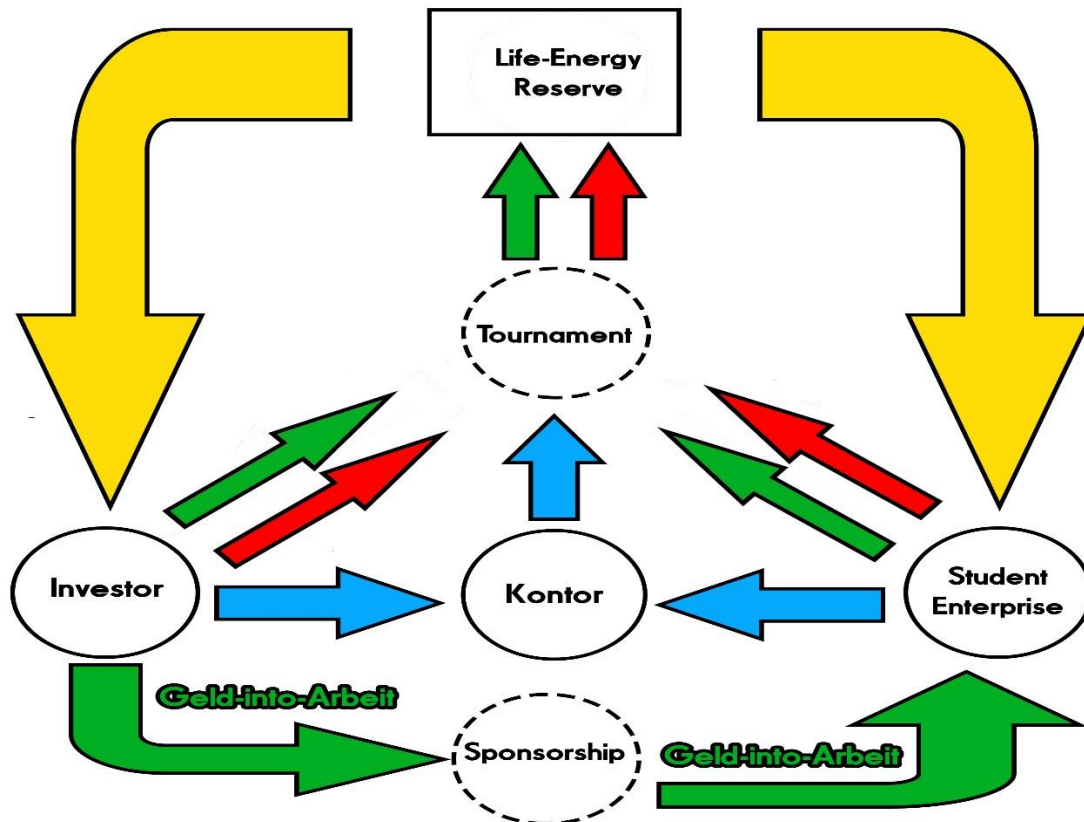 Life-Energy
Reserve
Tournament
Investor
Kontor
Student
Enterprise
Geld-into-Arbeit
Sponsorship
Geld-into-Arbeit